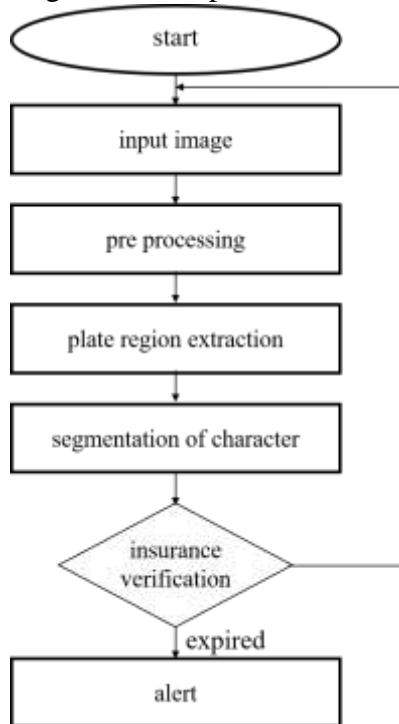 start
input image
pre processing
plate region extraction
segmentation of character
insurance
verification
expired
alert